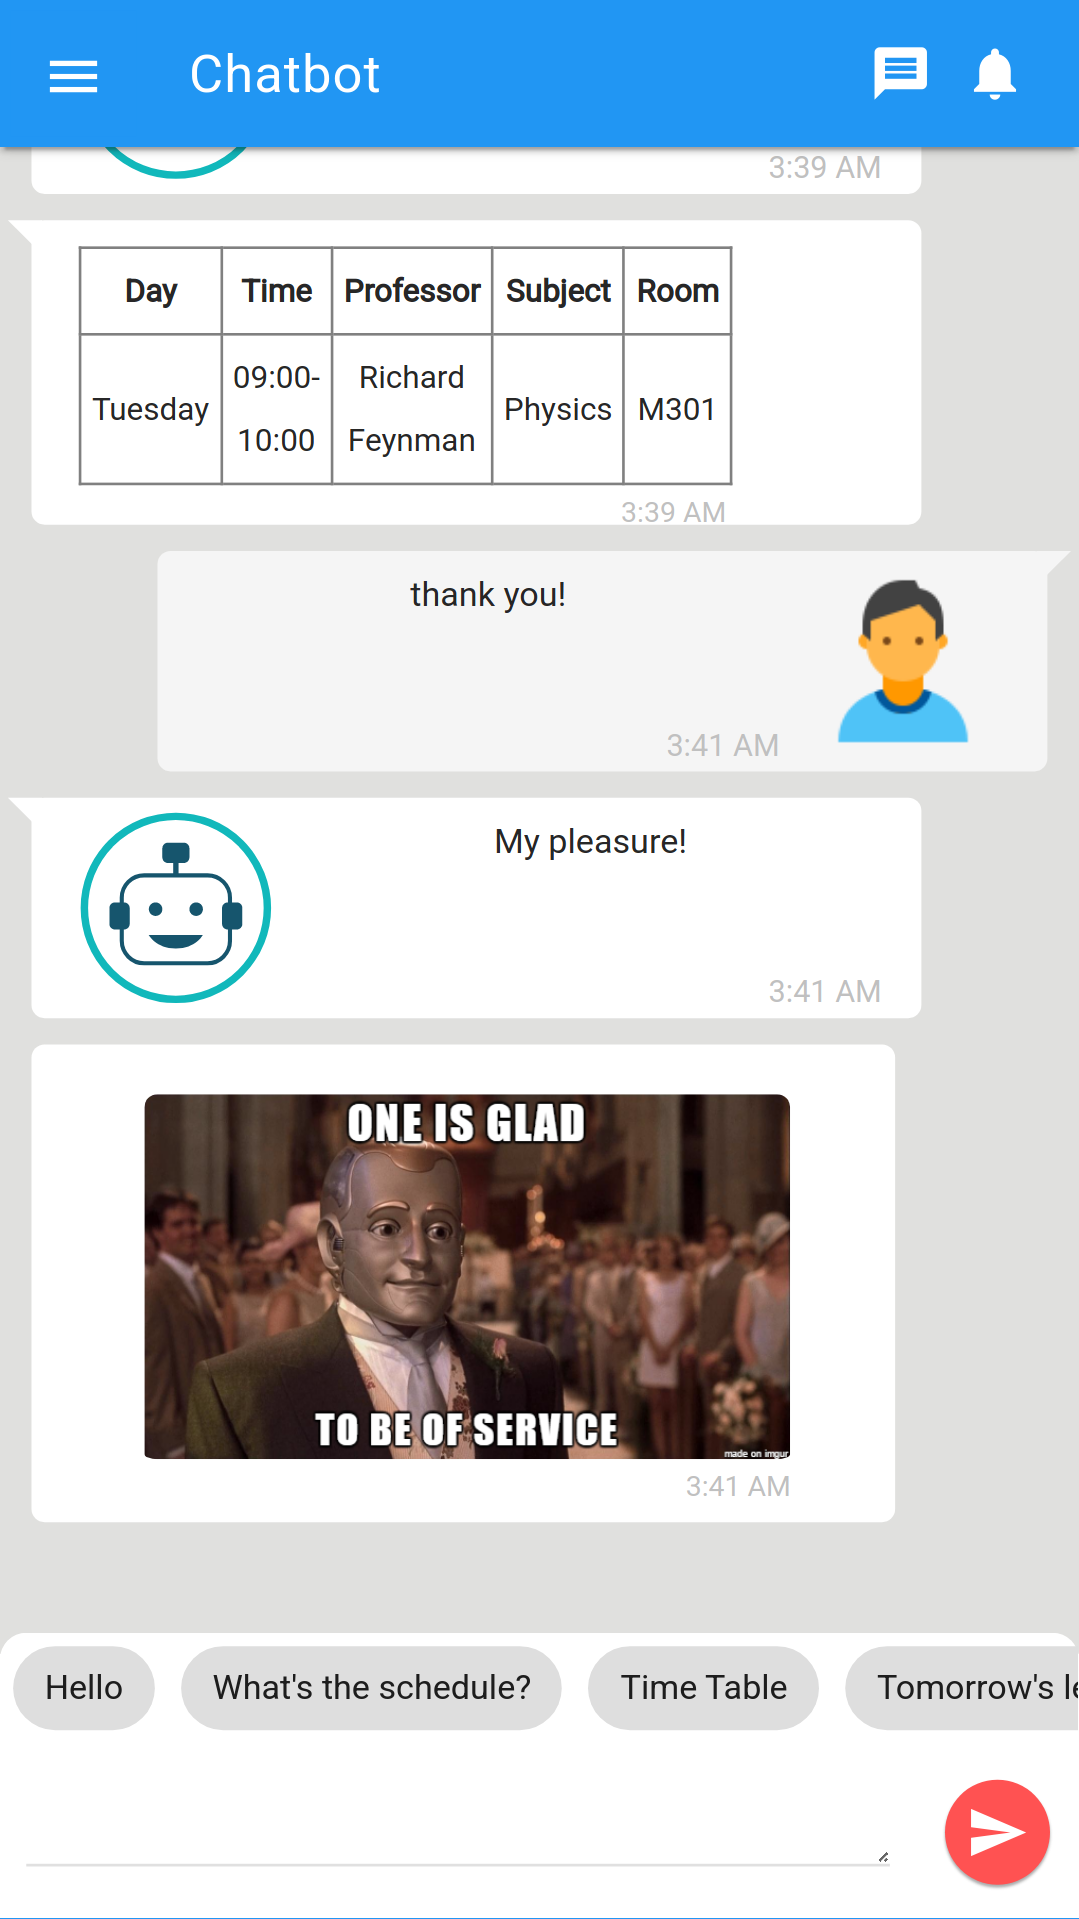 Chatbot
3:39 AM
Day Time Professor Subject Room
Tuesday 09:00- Richard Physics M301
10:00 Feynman
3:39 AM
thank you!
3:41 AM
My pleasure!
3:41 AM
ONE IS GLAD
TO BE OF SERVICE
made on imgur
3:41 AM
Hello What's the schedule? Time Table Tomorrow's le